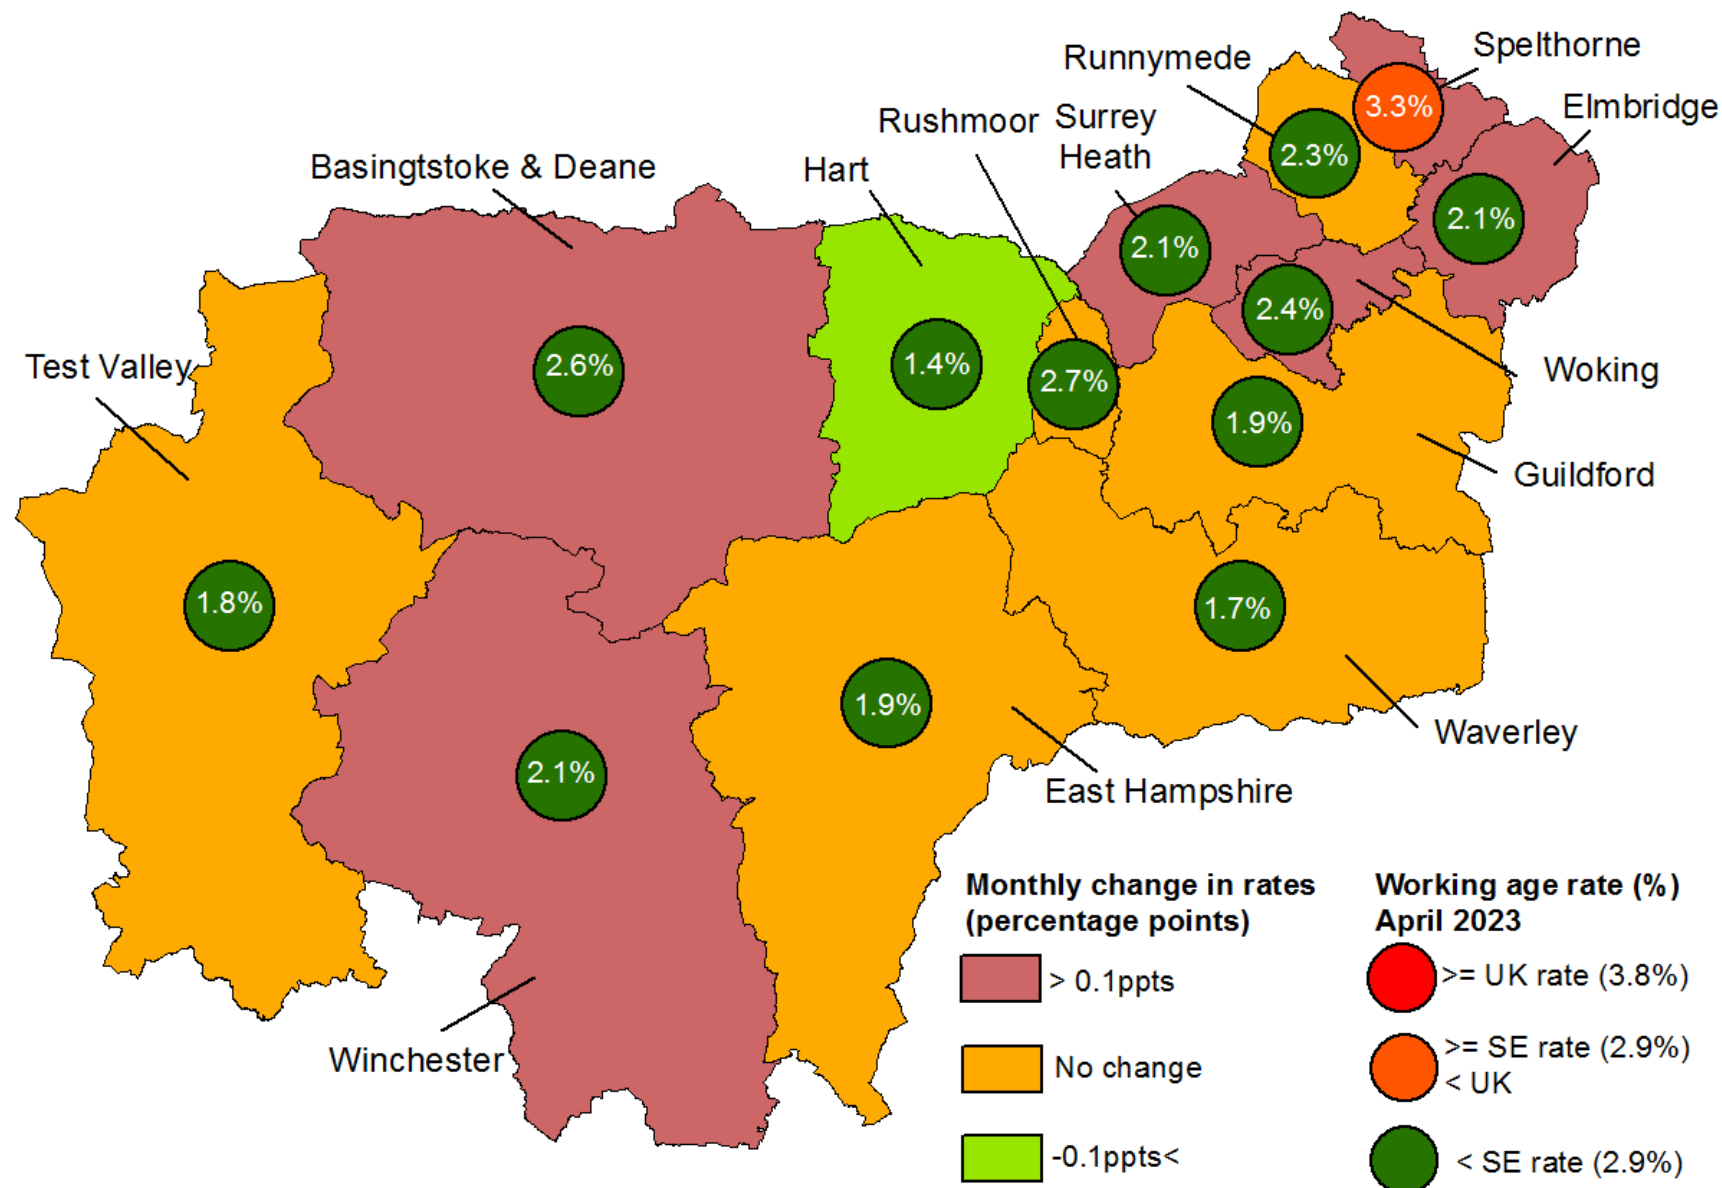 Spelthorne
Runnymede
3.3%
Elmbridge
Rushmoor
Surrey
Heath
2.3%
Basingtstoke & Deane
Hart
2.1%
2.1%
2.4%
Test Valley
2.6%
1.4%
2.7%
Woking
1.9%
Guildford
1.8%
1.7%
1.9%
Waverley
2.1%
East Hampshire
Winchester
Monthly change in rates
(percentage points)
> 0.1ppts
No change
-0.1ppts<
Working age rate (%)
April 2023
>= UK rate (3.8%)
>= SE rate (2.9%)
< UK
< SE rate (2.9%)